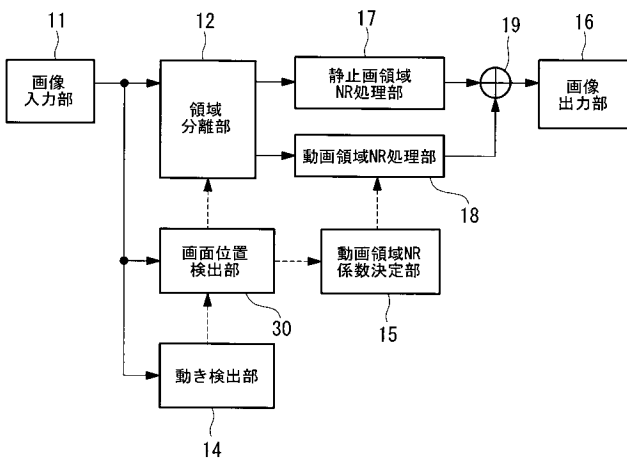 11
12
17
19
16
画像
入力部
領域
分離部
静止画領域
NR処理部
画像
出力部
動画領域NR処理部
18
画面位置
検出部
動画領域NR
係数決定部
30
15
動き検出部
14